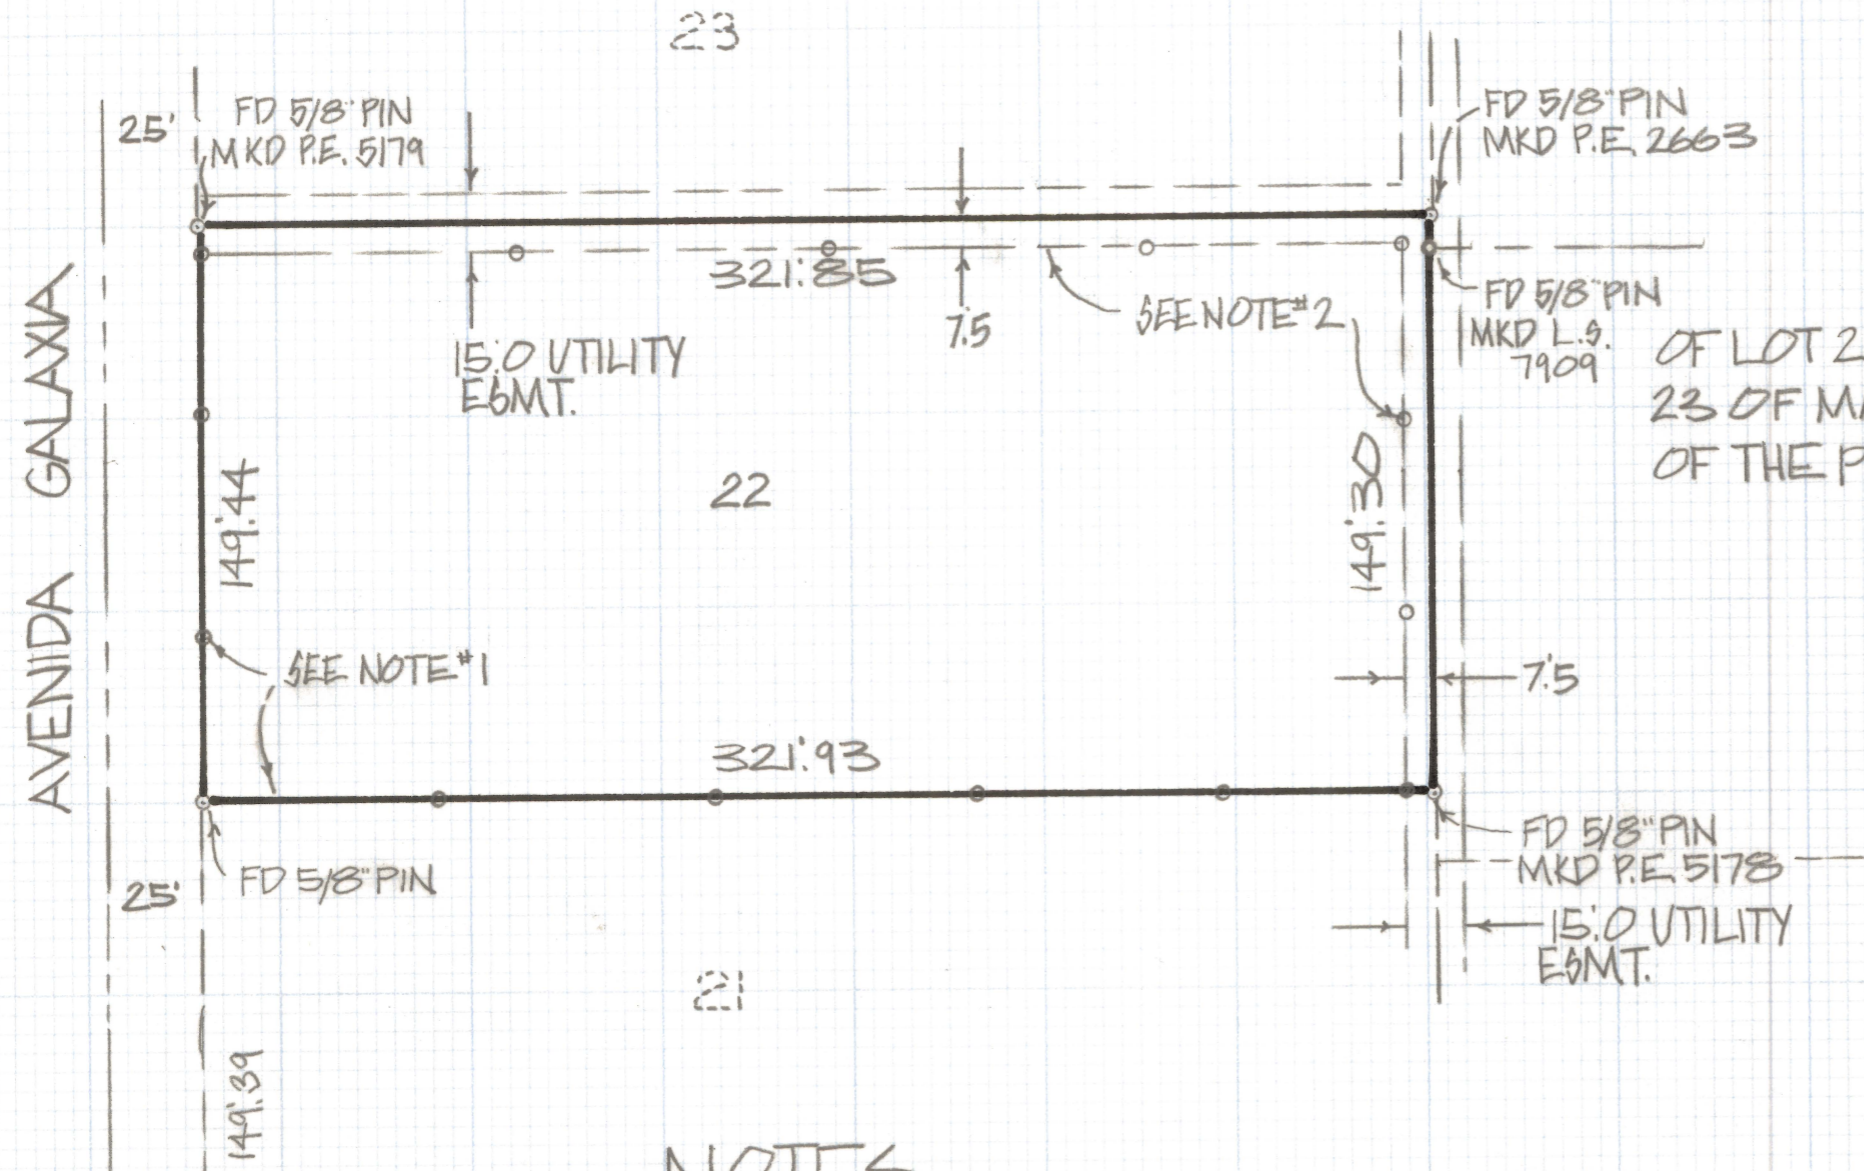 23
25'
FD 5/8" PIN
MKD P.E. 5179
FD 5/8" PIN
MKD P.E. 2663
321.'85
15.'0 UTILITY
ESMT.
7.'5
SEE NOTE #2
FD 5/8" PIN
MKD L.S.
7909
OF LOT 2
23 OF MA
OF THE P
AVENIDA GALAXIA
149.'44
22
149.'30
SEE NOTE #1
7.'5
321.'93
25'
FD 5/8" PIN
FD 5/8" PIN
MKD P.E. 5178
15.'0 UTILITY
ESMT.
21
149.'39
NOTES